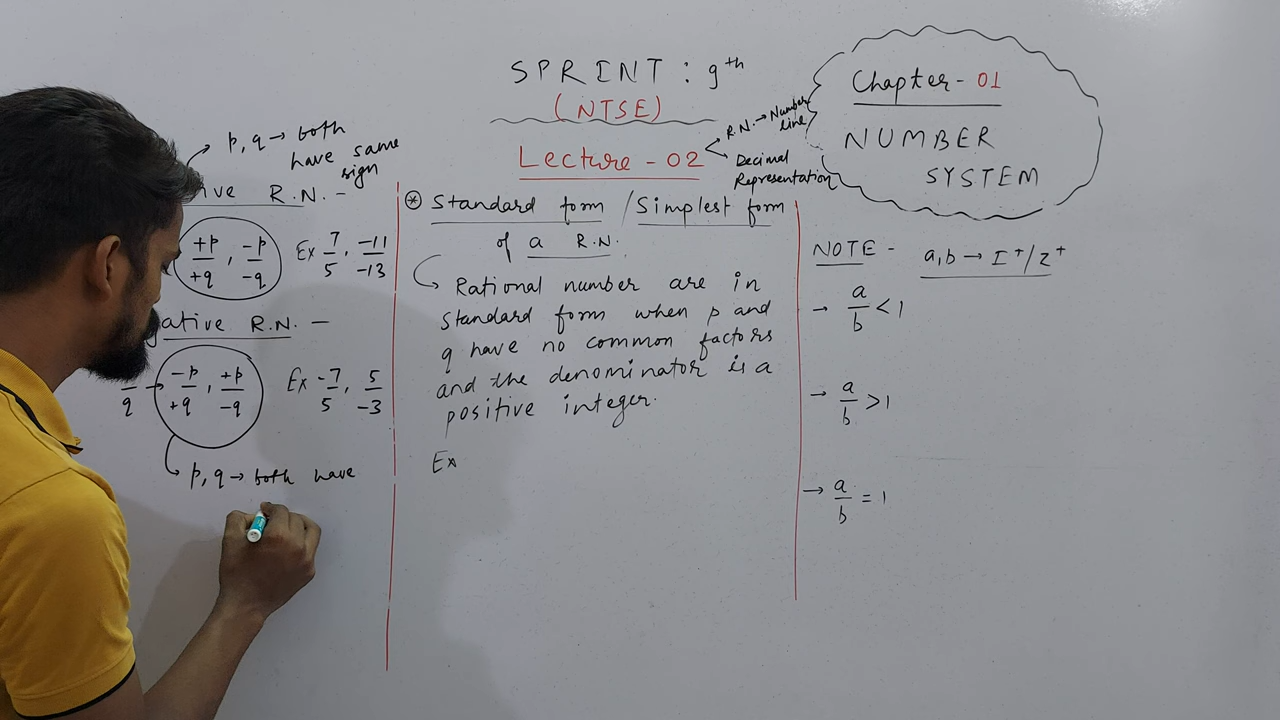 SPRINT : 9th
(NTSE)
Lecture - 02
R.N. → Number
line
Decimal
Representation
Chapter - 01
NUMBER
SYSTEM
p, q → both
have same
sign
ive R.N. -
+p/+q , -p/-q Ex 7/5 , -11/-13
gative R.N. -
q → -p/+q , +p/-q Ex -7/5 , 5/-3
p, q → both have
⊛ Standard form / Simplest form
of a R.N.
Rational number are in
standard form when p and
q have no common factors
and the denominator is a
positive integer.
Ex
NOTE - a, b → I⁺/Z⁺
→ a/b < 1
→ a/b > 1
→ a/b = 1